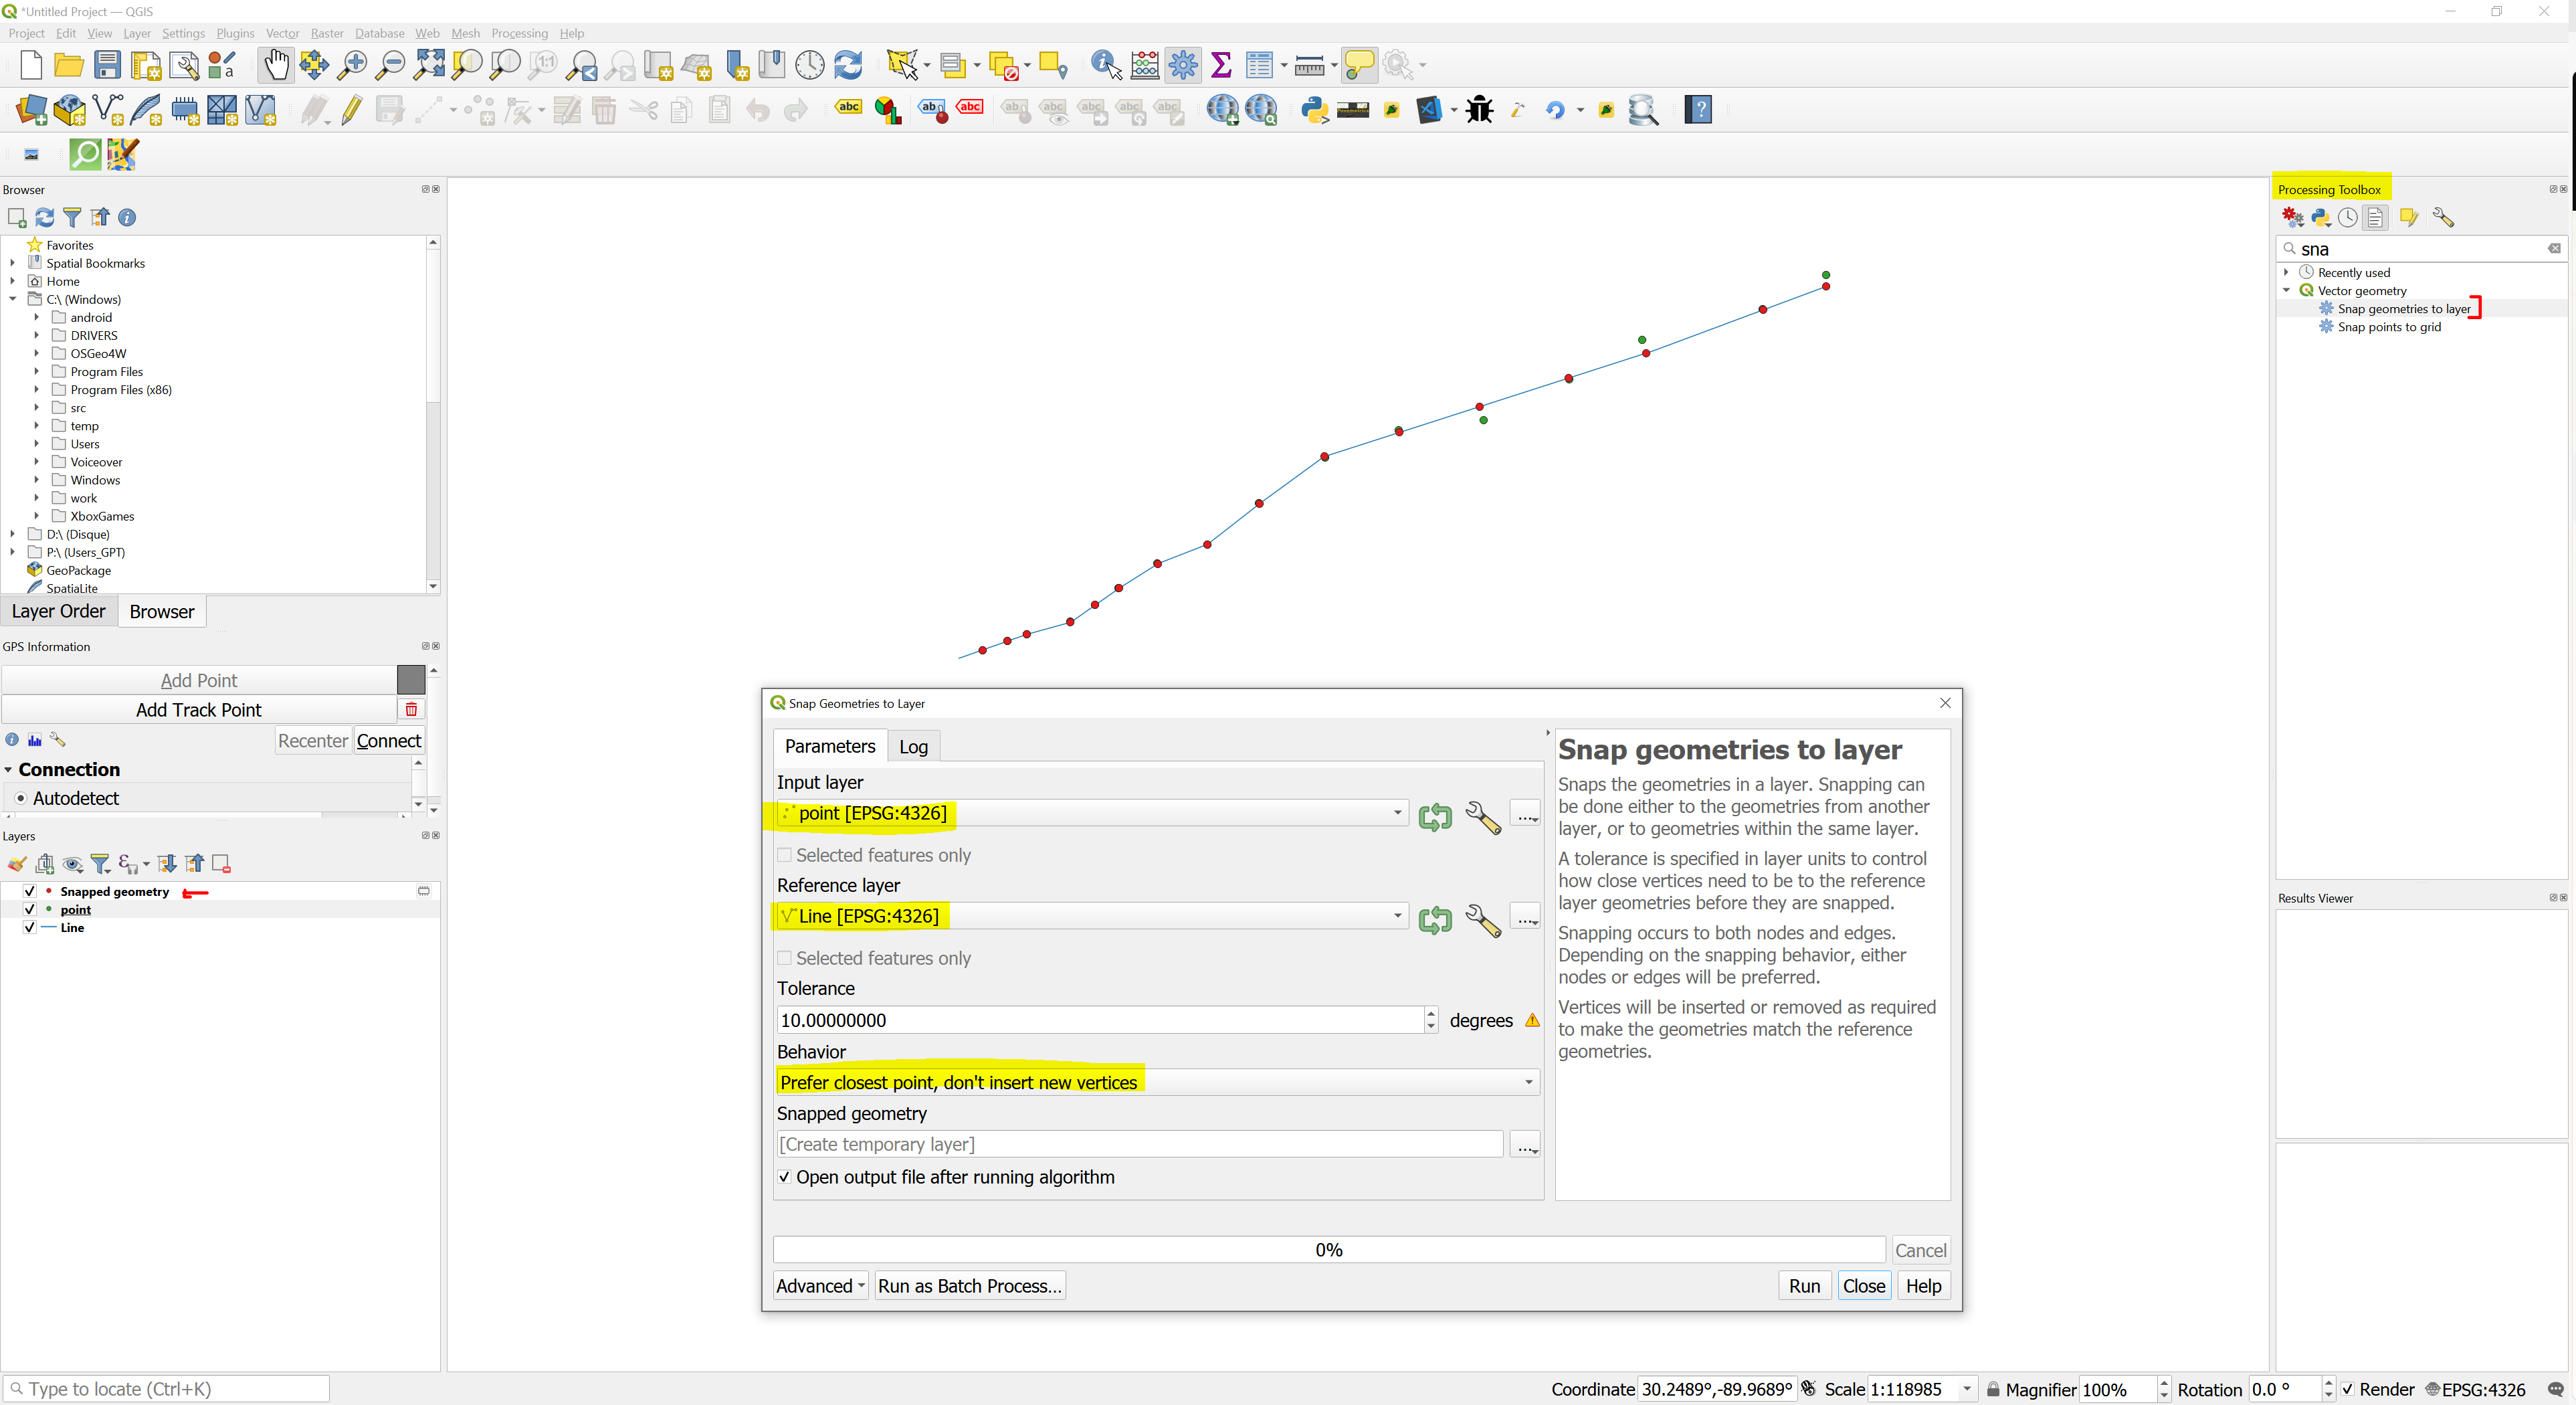 *Untitled Project — QGIS
Project Edit View Layer Settings Plugins Vector Raster Database Web Mesh Processing Help
Browser
Favorites
Spatial Bookmarks
Home
C:\ (Windows)
android
DRIVERS
OSGeo4W
Program Files
Program Files (x86)
src
temp
Users
Voiceover
Windows
work
XboxGames
D:\ (Disque)
P:\ (Users_GPT)
GeoPackage
SpatiaLite
Layer Order Browser
GPS Information
Add Point
Add Track Point
Recenter Connect
Connection
Autodetect
Layers
Snapped geometry
point
Line
Type to locate (Ctrl+K)
Snap Geometries to Layer
Parameters Log
Input layer
point [EPSG:4326]
Selected features only
Reference layer
Line [EPSG:4326]
Selected features only
Tolerance
10.00000000 degrees
Behavior
Prefer closest point, don't insert new vertices
Snapped geometry
[Create temporary layer]
Open output file after running algorithm
Snap geometries to layer
Snaps the geometries in a layer. Snapping can
be done either to the geometries from another
layer, or to geometries within the same layer.
A tolerance is specified in layer units to control
how close vertices need to be to the reference
layer geometries before they are snapped.
Snapping occurs to both nodes and edges.
Depending on the snapping behavior, either
nodes or edges will be preferred.
Vertices will be inserted or removed as required
to make the geometries match the reference
geometries.
0%
Cancel
Advanced Run as Batch Process...
Run Close Help
Processing Toolbox
sna
Recently used
Vector geometry
Snap geometries to layer
Snap points to grid
Results Viewer
Coordinate 30.2489°,-89.9689° Scale 1:118985 Magnifier 100% Rotation 0.0 ° Render EPSG:4326